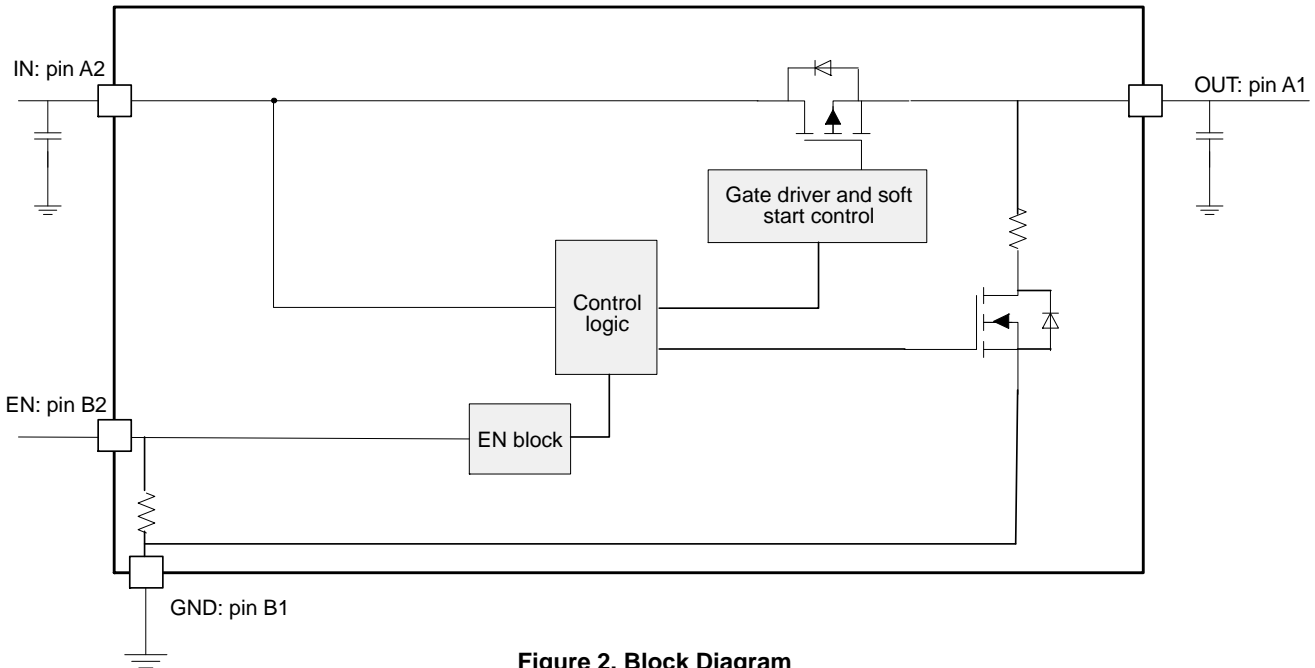 IN: pin A2
OUT: pin A1
Gate driver and soft
start control
Control
logic
EN: pin B2
EN block
GND: pin B1
Figure 2. Block Diagram